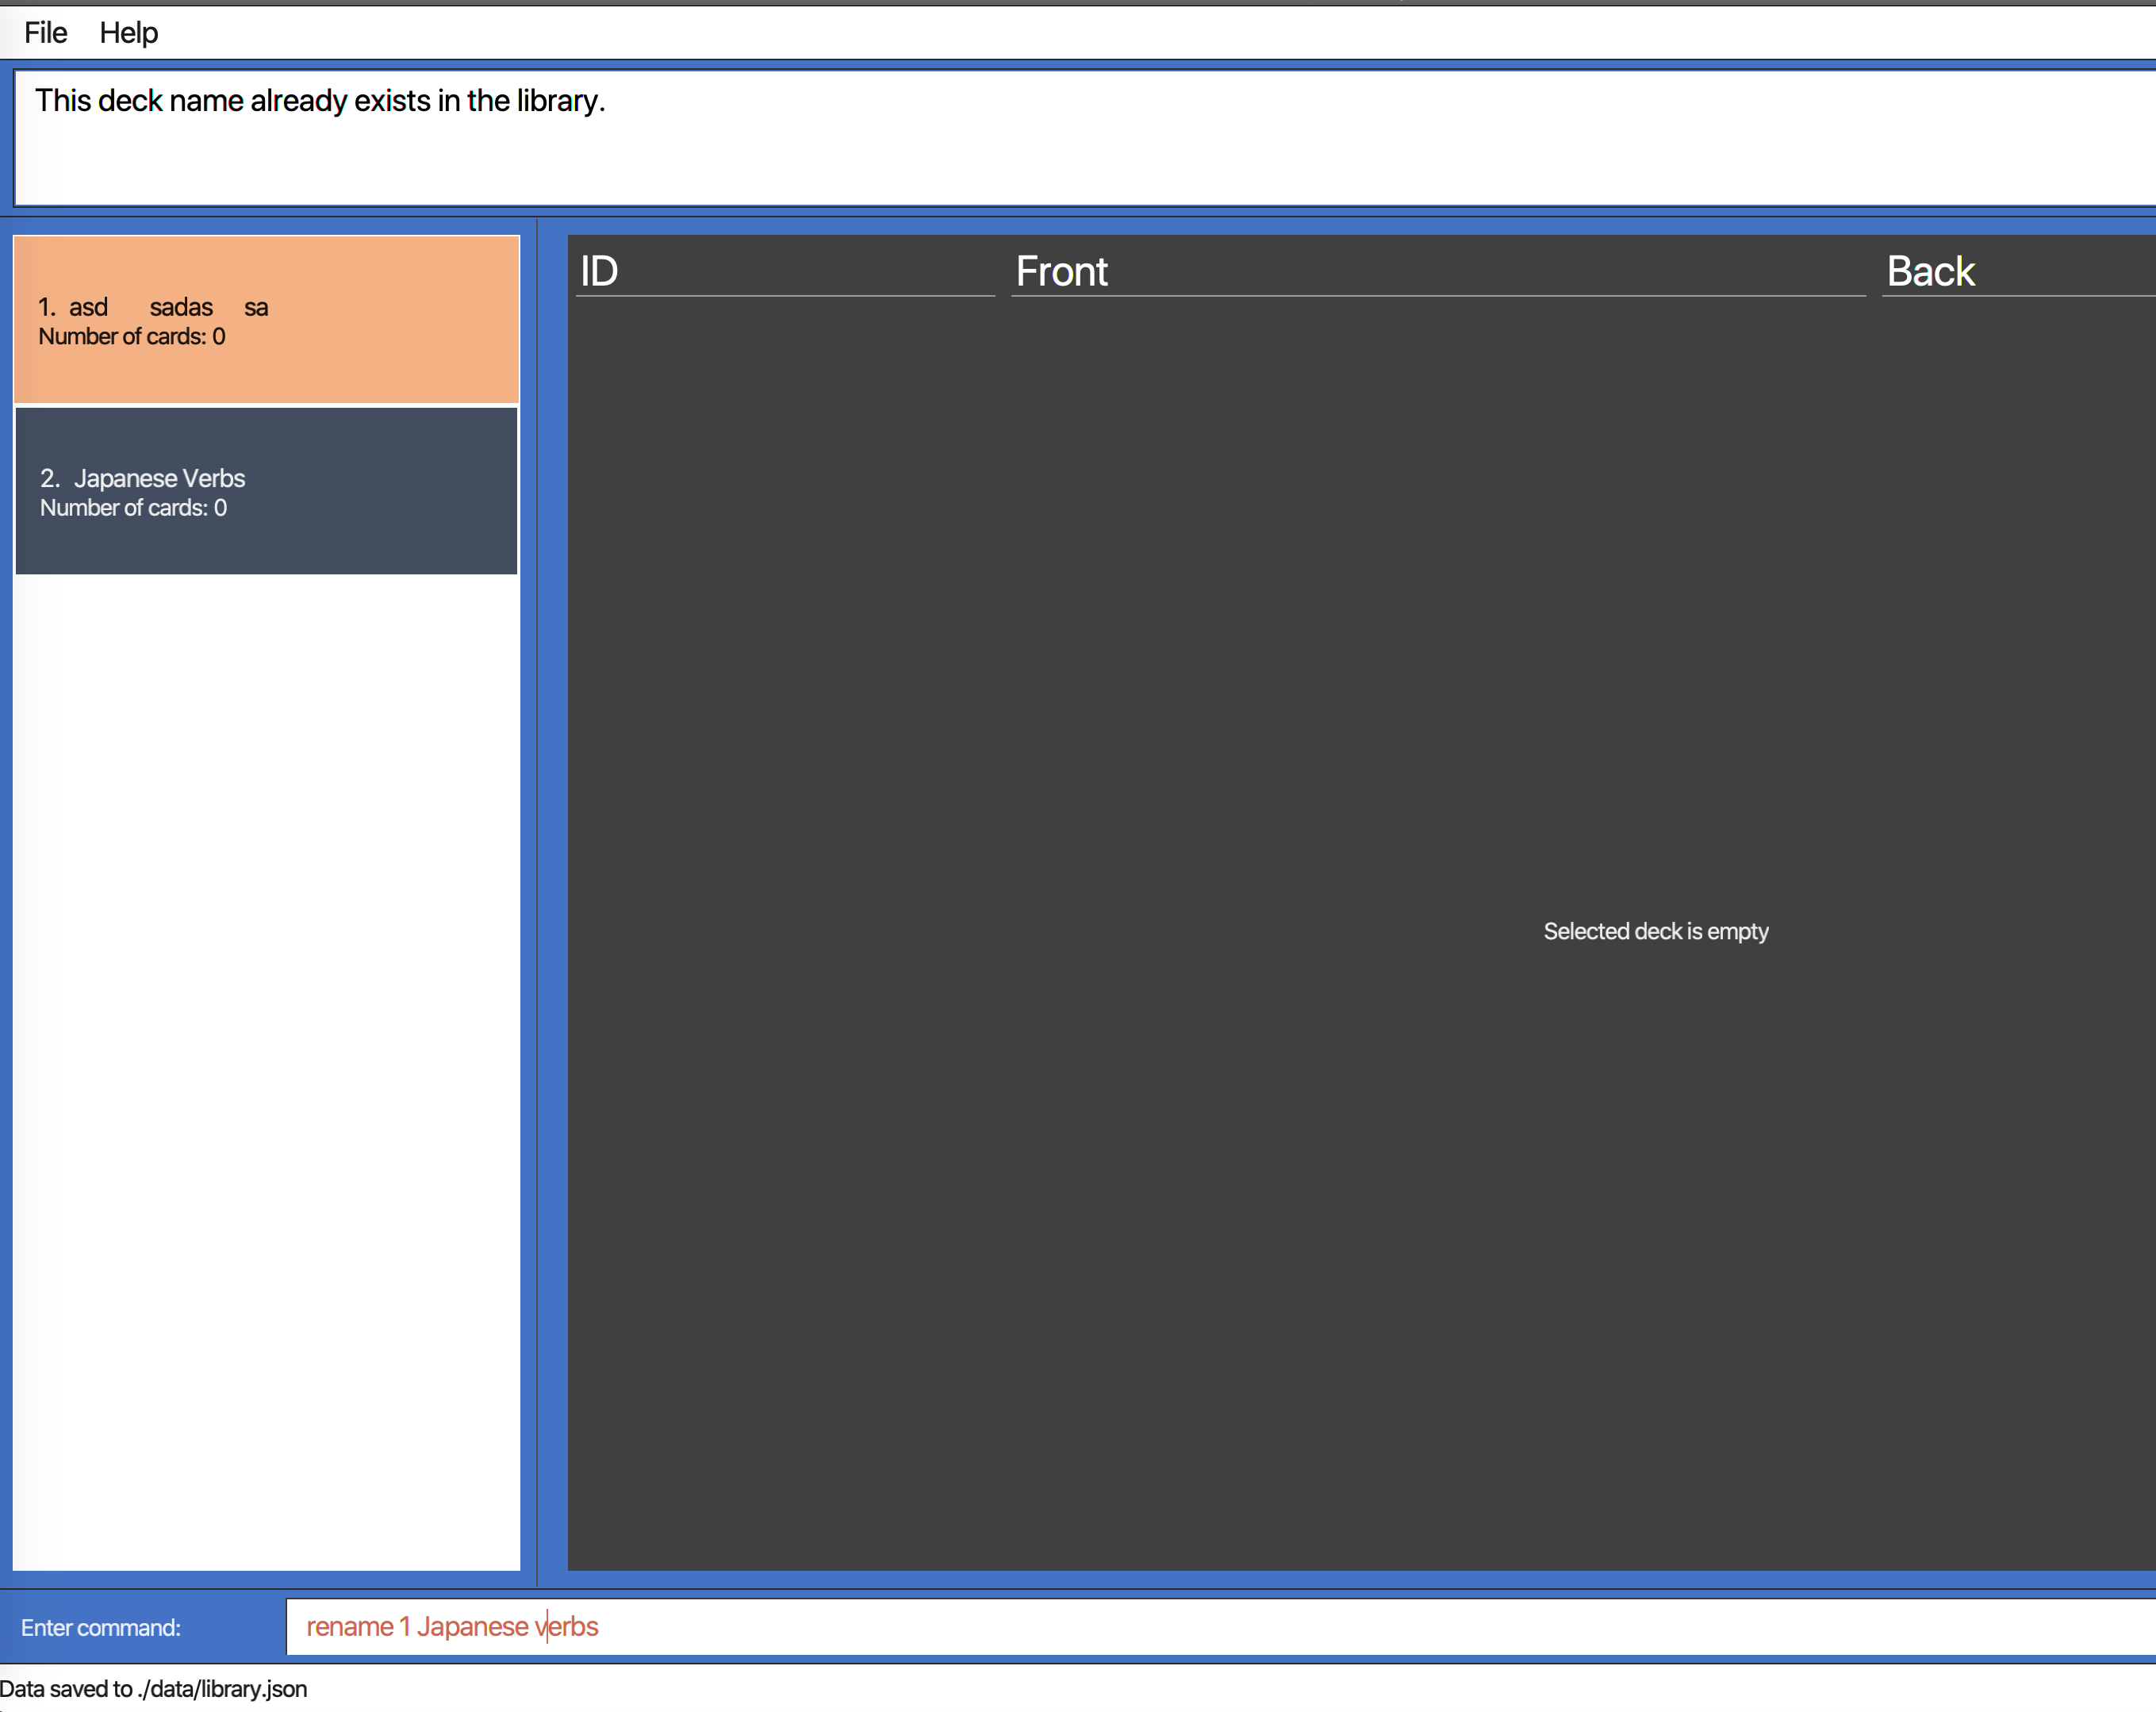 File Help
This deck name already exists in the library.
1. asd sadas sa
Number of cards: 0
2. Japanese Verbs
Number of cards: 0
ID Front Back
Selected deck is empty
Enter command: rename 1 Japanese verbs
Data saved to ./data/library.json